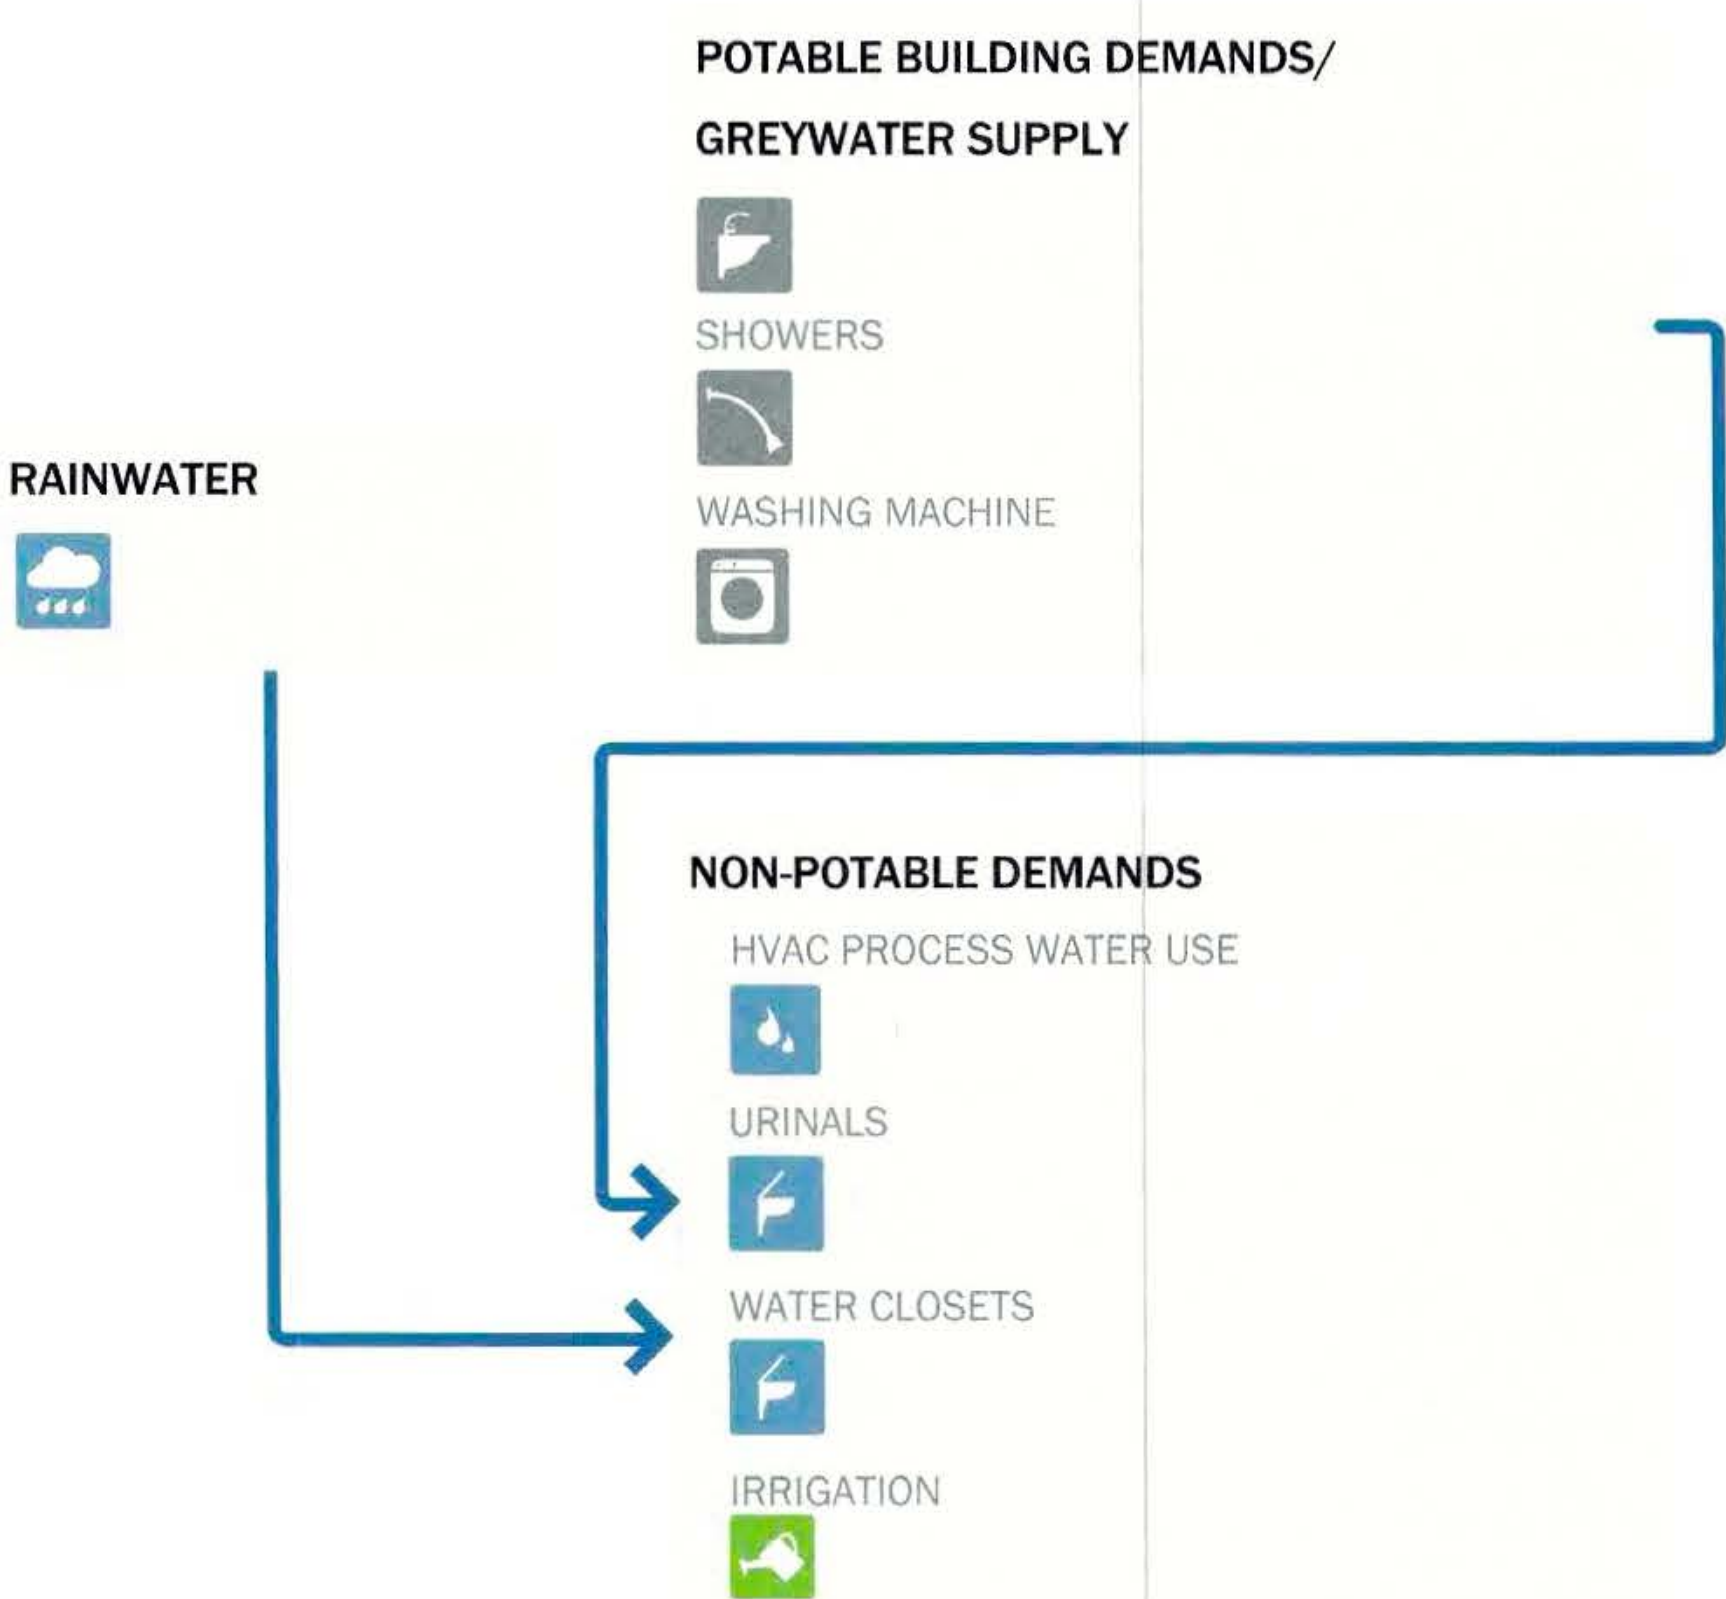 POTABLE BUILDING DEMANDS/
GREYWATER SUPPLY
SHOWERS
WASHING MACHINE
RAINWATER
NON-POTABLE DEMANDS
HVAC PROCESS WATER USE
URINALS
WATER CLOSETS
IRRIGATION